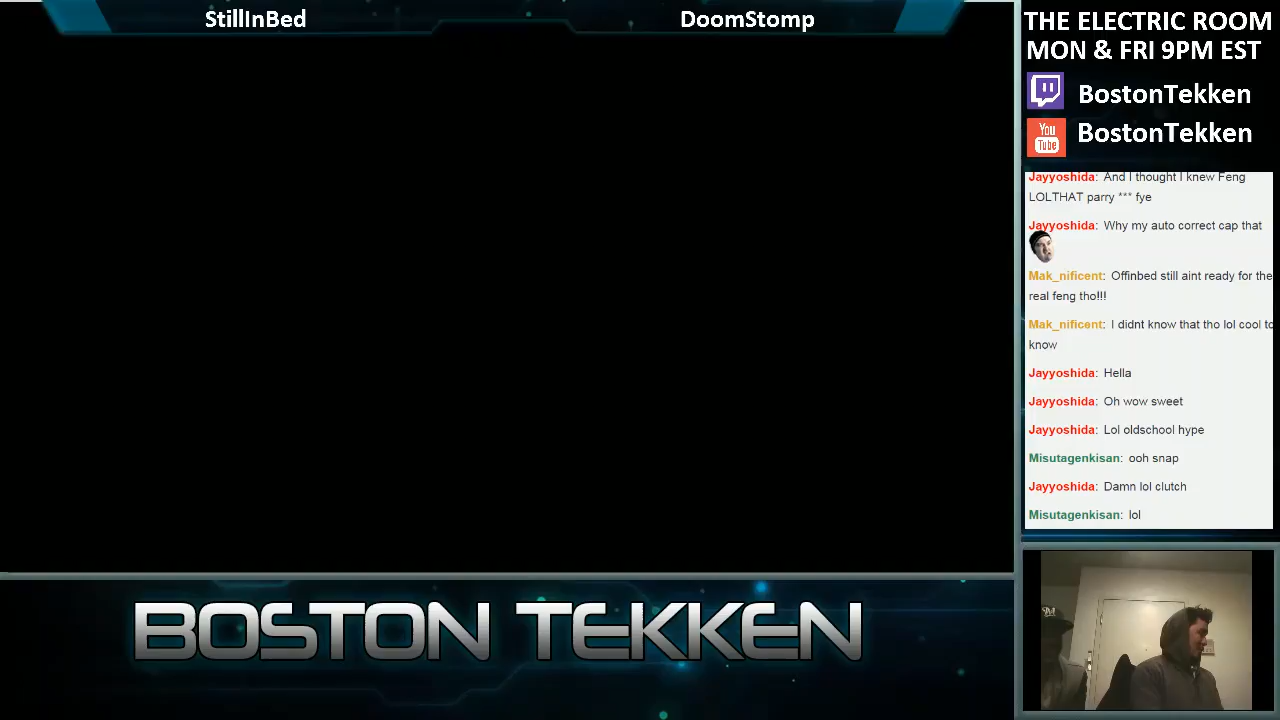 StillInBed
DoomStomp
THE ELECTRIC ROOM
MON & FRI 9PM EST
BostonTekken
You
Tube
BostonTekken
Jayyoshida: And I thought I knew Feng
LOLTHAT parry *** fye
Jayyoshida: Why my auto correct cap that
Mak_nificent: Offinbed still aint ready for the
real feng tho!!!
Mak_nificent: I didnt know that tho lol cool to
know
Jayyoshida: Hella
Jayyoshida: Oh wow sweet
Jayyoshida: Lol oldschool hype
Misutagenkisan: ooh snap
Jayyoshida: Damn lol clutch
Misutagenkisan: lol
BOSTON TEKKEN